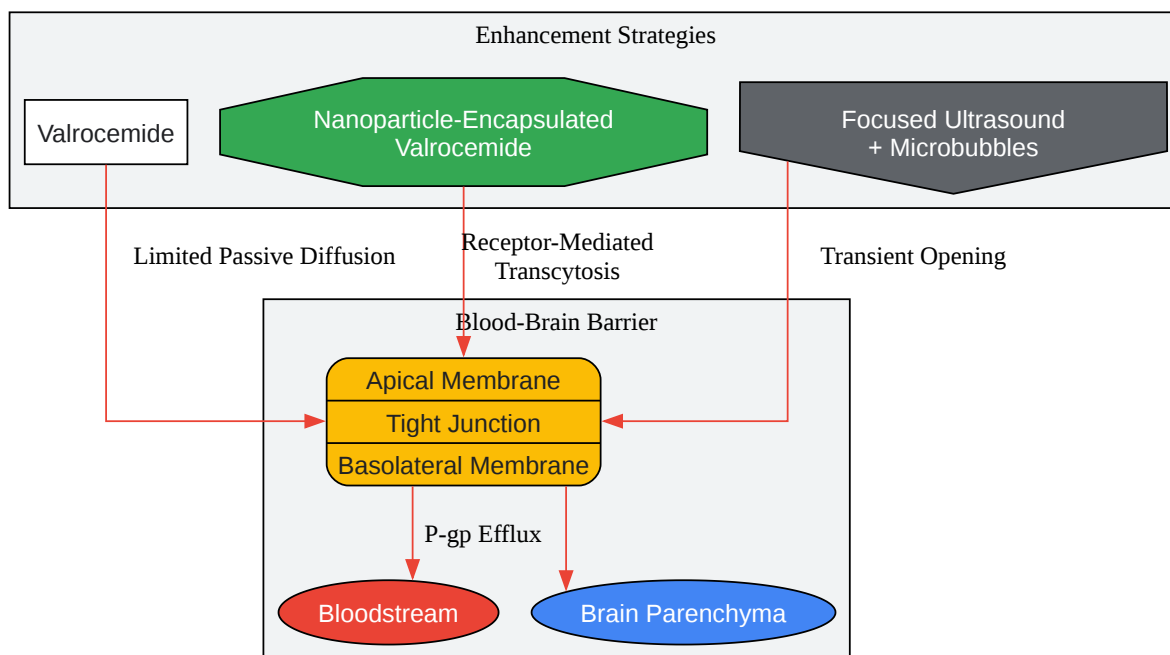 Enhancement Strategies
Valrocemide
Nanoparticle-Encapsulated
Valrocemide
Focused Ultrasound
+ Microbubbles
Limited Passive Diffusion
Receptor-Mediated
Transcytosis
Transient Opening
Blood-Brain Barrier
Apical Membrane
Tight Junction
Basolateral Membrane
P-gp Efflux
Bloodstream
Brain Parenchyma